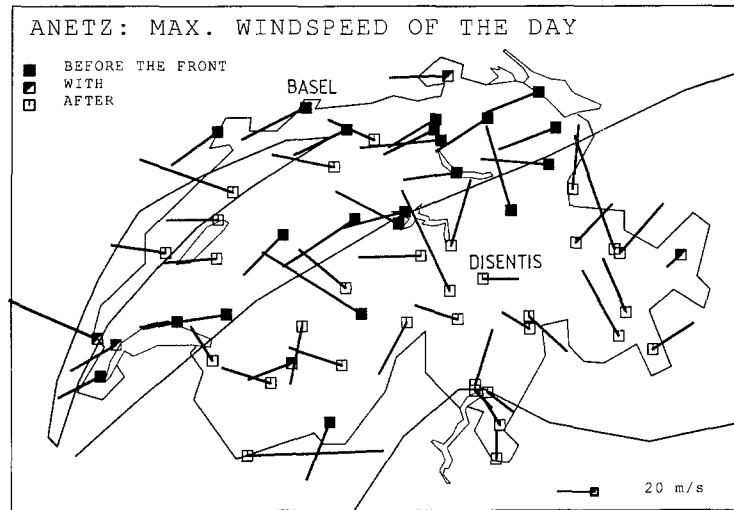 ANETZ: MAX. WINDSPEED OF THE DAY
BEFORE THE FRONT
WITH
AFTER
BASEL
DISENTIS
20 m/s